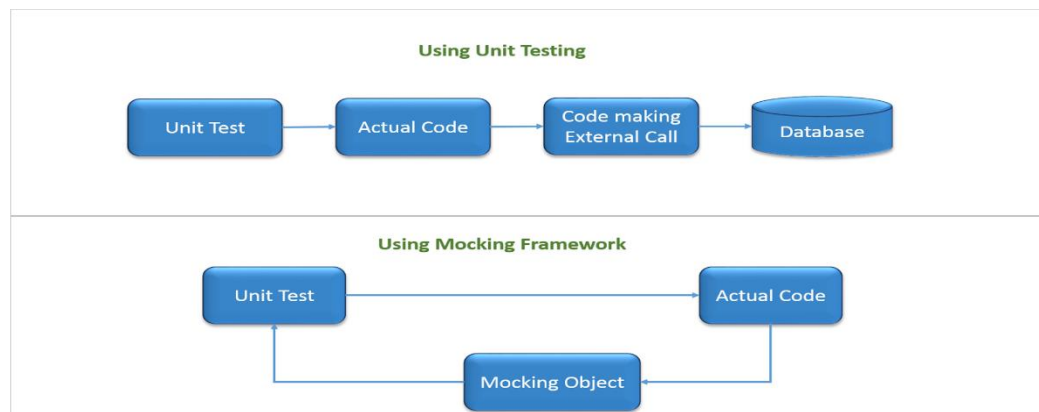 Using Unit Testing
Unit Test
Actual Code
Code making
External Call
Database
Using Mocking Framework
Unit Test
Actual Code
Mocking Object